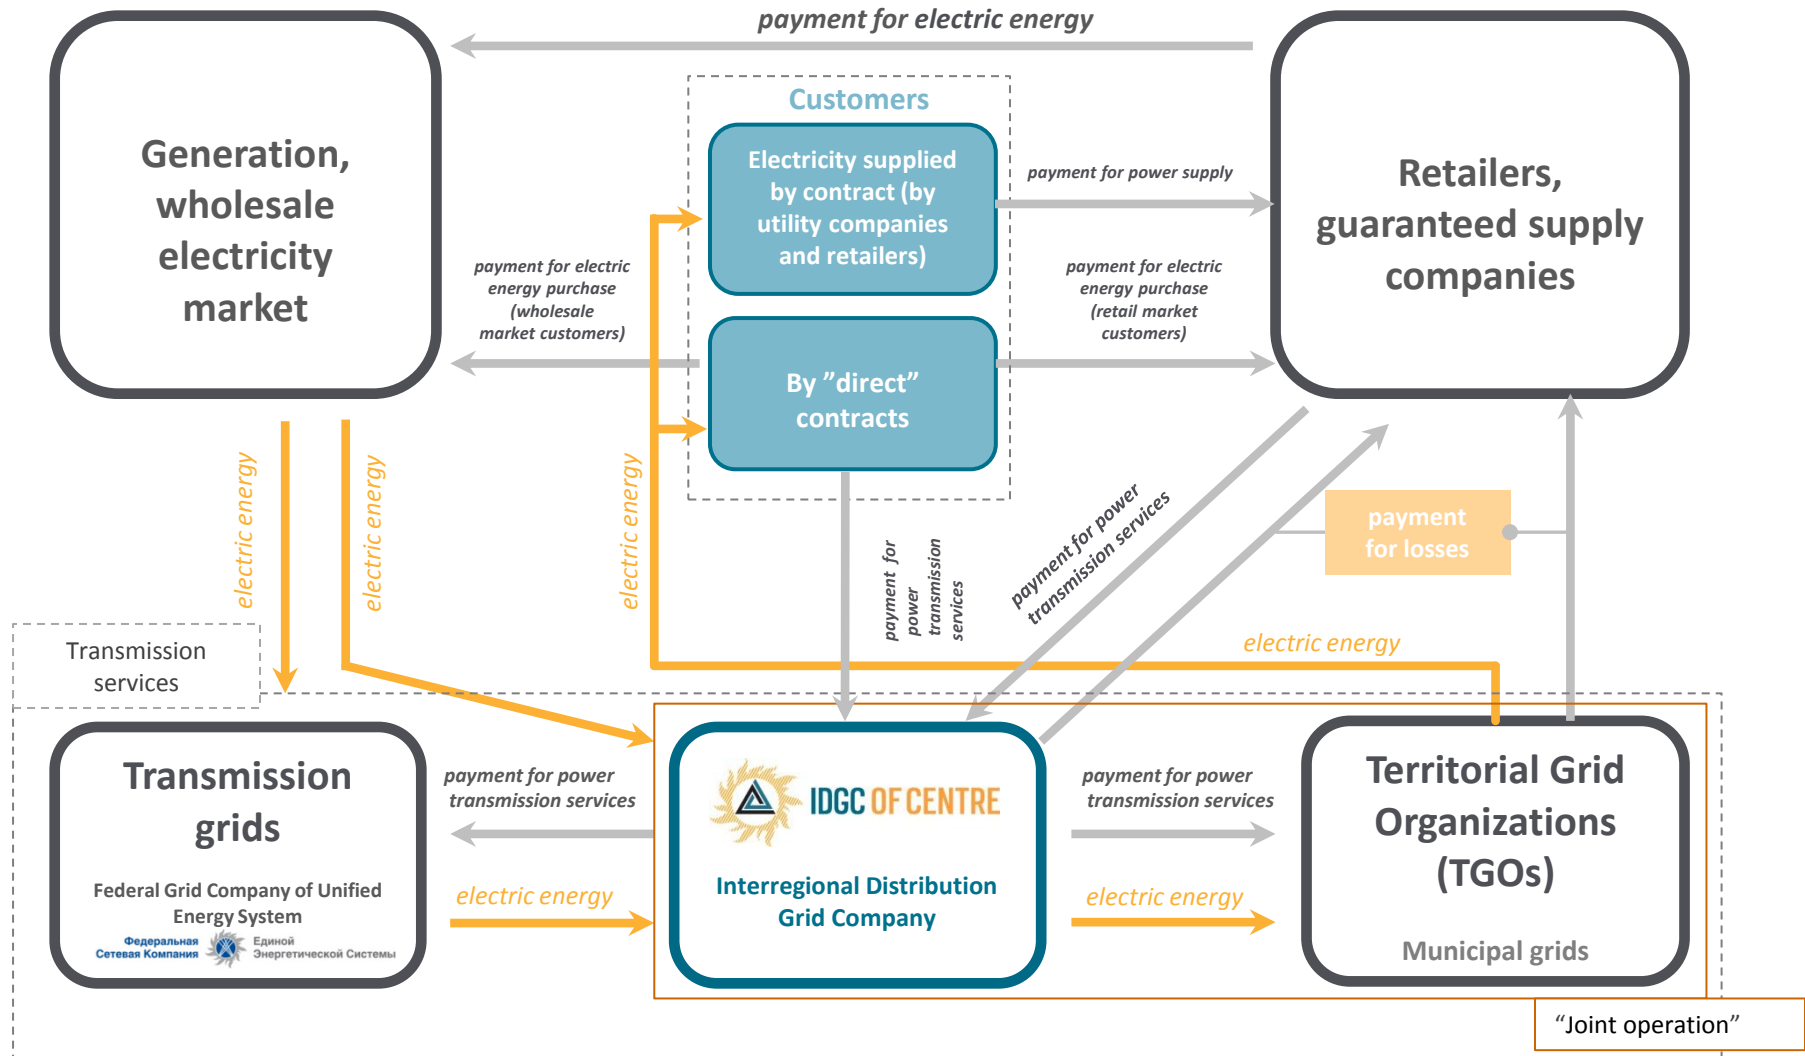 payment for electric energy
Generation,
wholesale
electricity
market
Customers
Electricity supplied
by contract (by
utility companies
and retailers)
By ”direct”
contracts
payment for power supply
Retailers,
guaranteed supply
companies
payment for electric
energy purchase
(wholesale
market customers)
payment for electric
energy purchase
(retail market
customers)
electric energy
electric energy
electric energy
payment for
power
transmission
services
payment for power
transmission services
payment
for losses
electric energy
Transmission
services
Transmission
grids
Federal Grid Company of Unified
Energy System
Федеральная
Сетевая Компания
Единой
Энергетической Системы
payment for power
transmission services
electric energy
IDGC OF CENTRE
Interregional Distribution
Grid Company
payment for power
transmission services
electric energy
Territorial Grid
Organizations
(TGOs)
Municipal grids
“Joint operation”